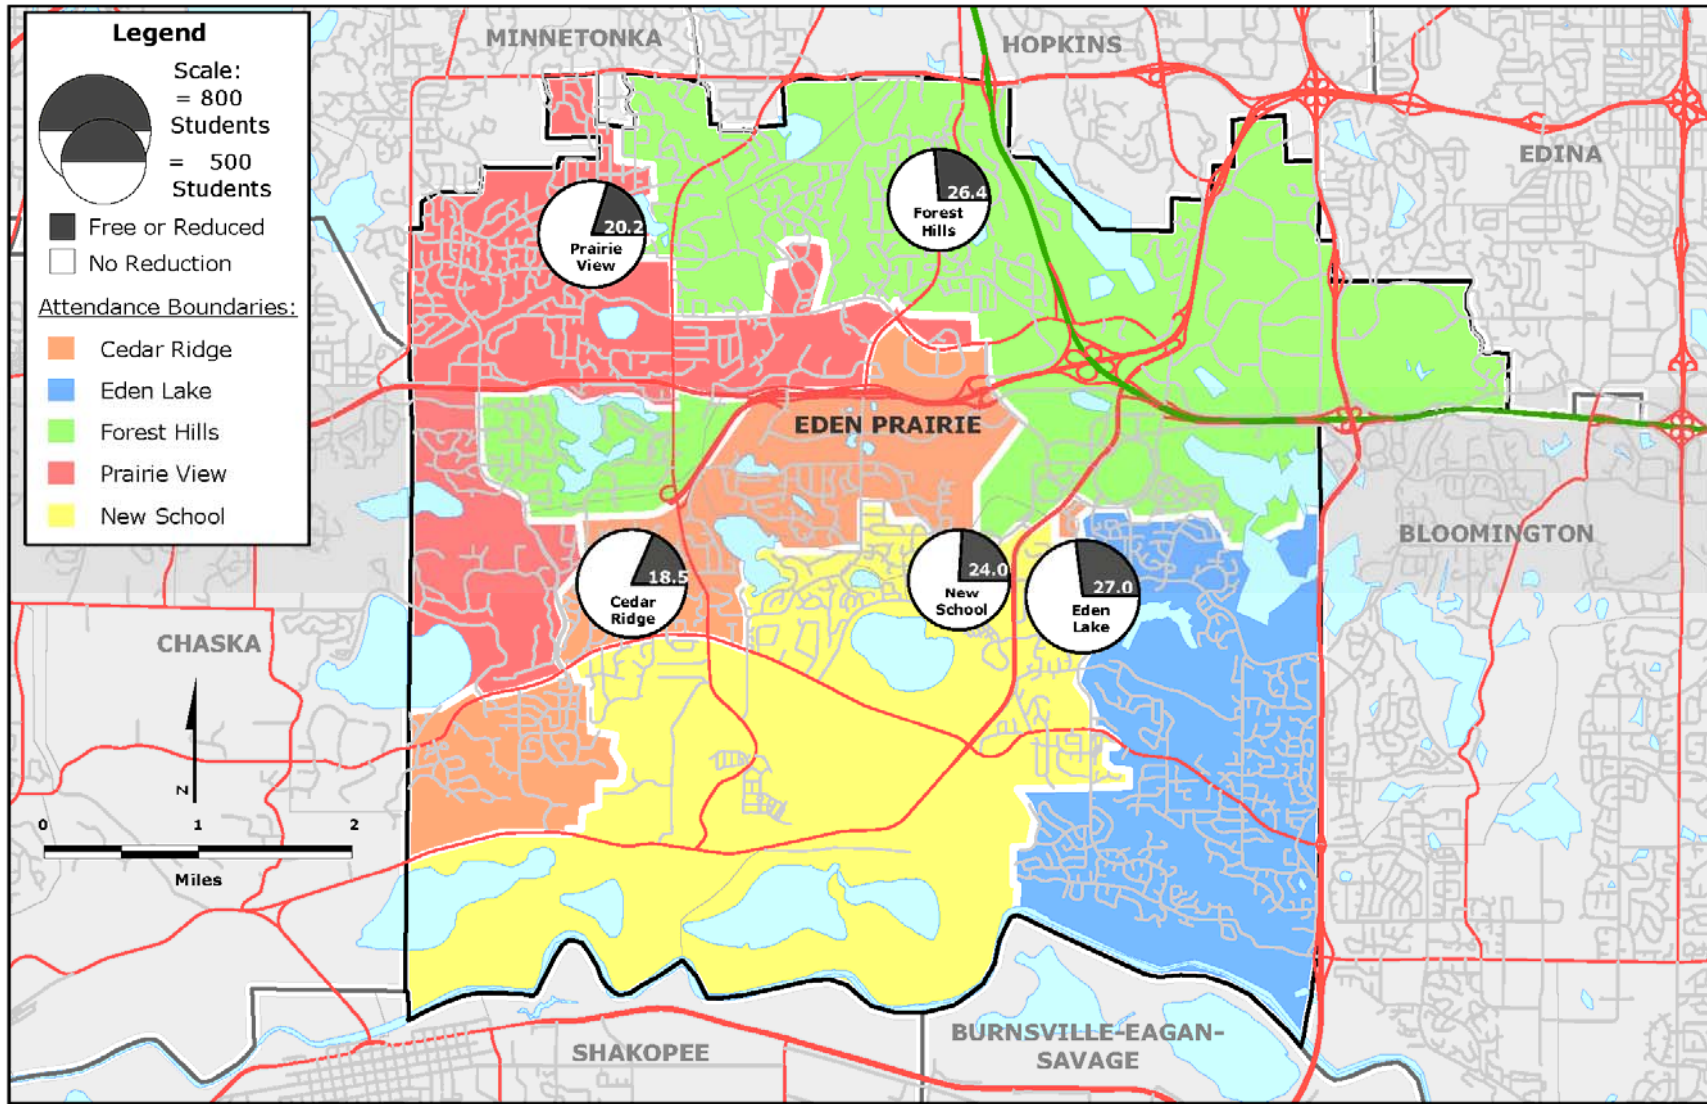 Legend
Scale:
= 800
Students
= 500
Students
Free or Reduced
No Reduction
Attendance Boundaries:
Cedar Ridge
Eden Lake
Forest Hills
Prairie View
New School
MINNETONKA
HOPKINS
EDINA
20.2
Prairie
View
26.4
Forest
Hills
EDEN PRAIRIE
BLOOMINGTON
18.5
Cedar
Ridge
24.0
New
School
27.0
Eden
Lake
CHASKA
N
0 1 2
Miles
SHAKOPEE
BURNSVILLE-EAGAN-
SAVAGE